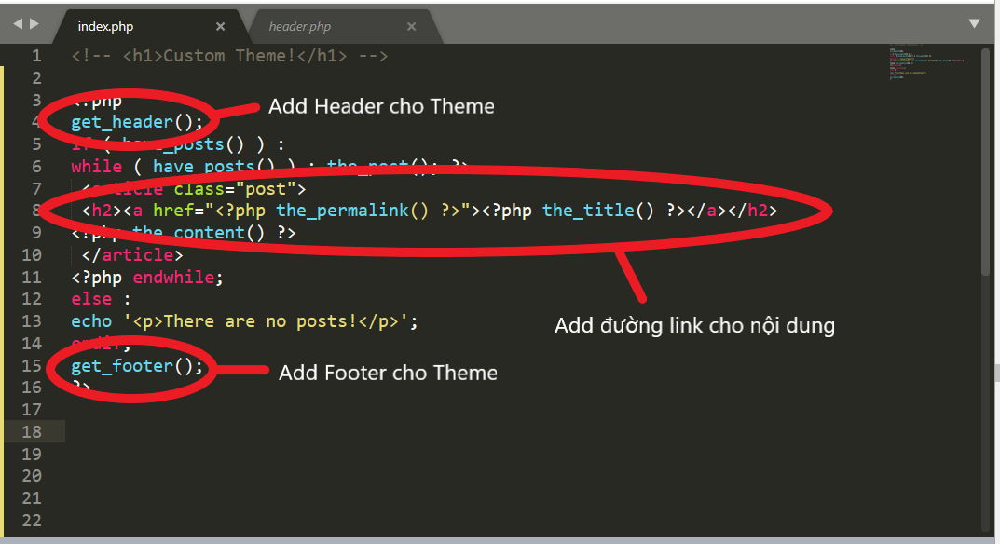 index.php × header.php ×
1 <!-- <h1>Custom Theme!</h1> -->
2
3 <?php
Add Header cho Theme
4 get_header();
5 if ( have_posts() ) :
6 while ( have_posts() ) : the_post(); ?>
7 <article class="post">
8 <h2><a href="<?php the_permalink() ?>"><?php the_title() ?></a></h2>
9 <?php the_content() ?>
10 </article>
11 <?php endwhile;
12 else :
13 echo '<p>There are no posts!</p>';
Add đường link cho nội dung
14 endif;
15 get_footer();
Add Footer cho Theme
16 ?>
17
18
19
20
21
22